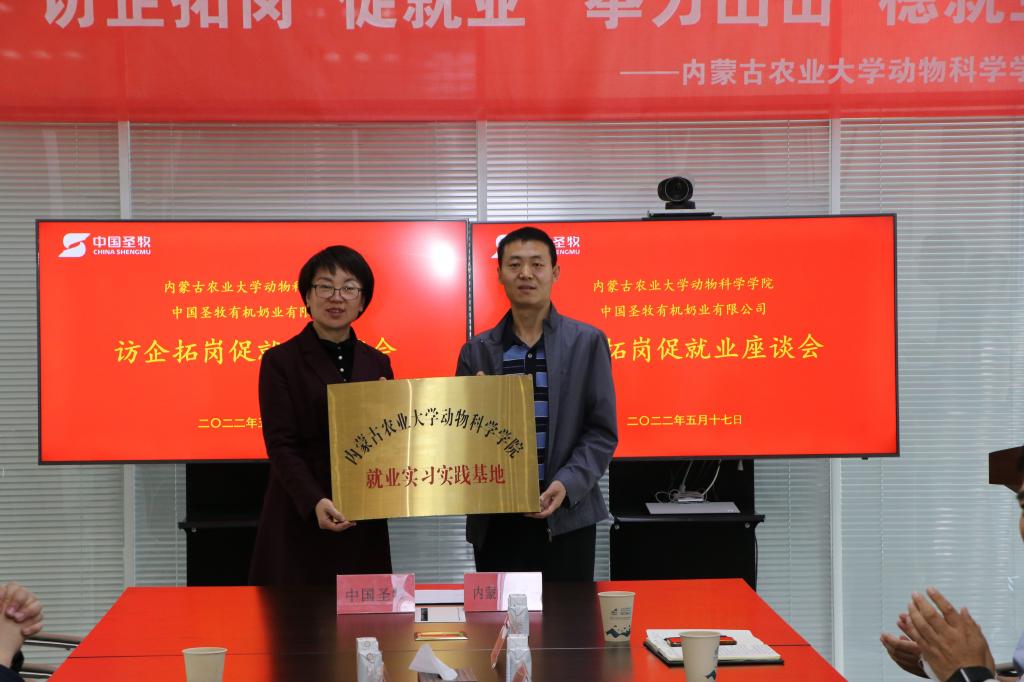 访企拓岗 促就业 牵力出山 稳就业
——内蒙古农业大学动物科学学
中国圣牧
CHINA SHENGMU
内蒙古农业大学动物科
中国圣牧有机奶业有限
访企拓岗促就 会
二〇二二年五
SHENGMU
内蒙古农业大学动物科学学院
中国圣牧有机奶业有限公司
拓岗促就业座谈会
二〇二二年五月十七日
内蒙古农业大学动物科学学院
就业实习实践基地
中国圣牧
内蒙